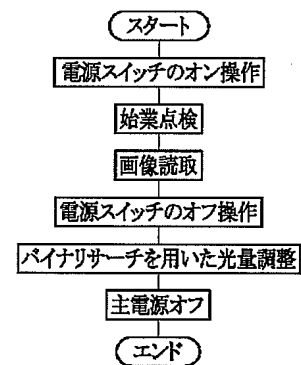 スタート
電源スイッチのオン操作
始業点検
画像読取
電源スイッチのオフ操作
バイナリサーチを用いた光量調整
主電源オフ
エンド